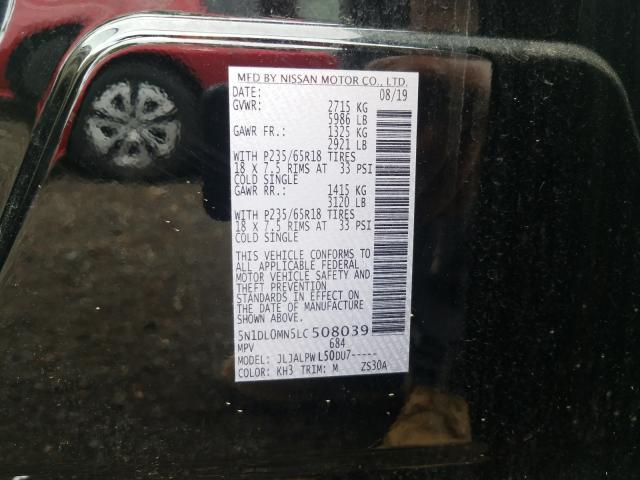 MFD BY NISSAN MOTOR CO., LTD.
DATE: 08/19
GVWR: 2715 KG
5986 LB
GAWR FR.: 1325 KG
2921 LB
WITH P235/65R18 TIRES
18 X 7.5 RIMS AT 33 PSI
COLD SINGLE
GAWR RR.: 1415 KG
3120 LB
WITH P235/65R18 TIRES
18 X 7.5 RIMS AT 33 PSI
COLD SINGLE
THIS VEHICLE CONFORMS TO
ALL APPLICABLE FEDERAL
MOTOR VEHICLE SAFETY AND
THEFT PREVENTION
STANDARDS IN EFFECT ON
THE DATE OF MANUFACTURE
SHOWN ABOVE.
5N1DL0MN5LC508039
MPV 684
MODEL: JLJALPWL50DU7-----
COLOR: KH3 TRIM: M ZS30A